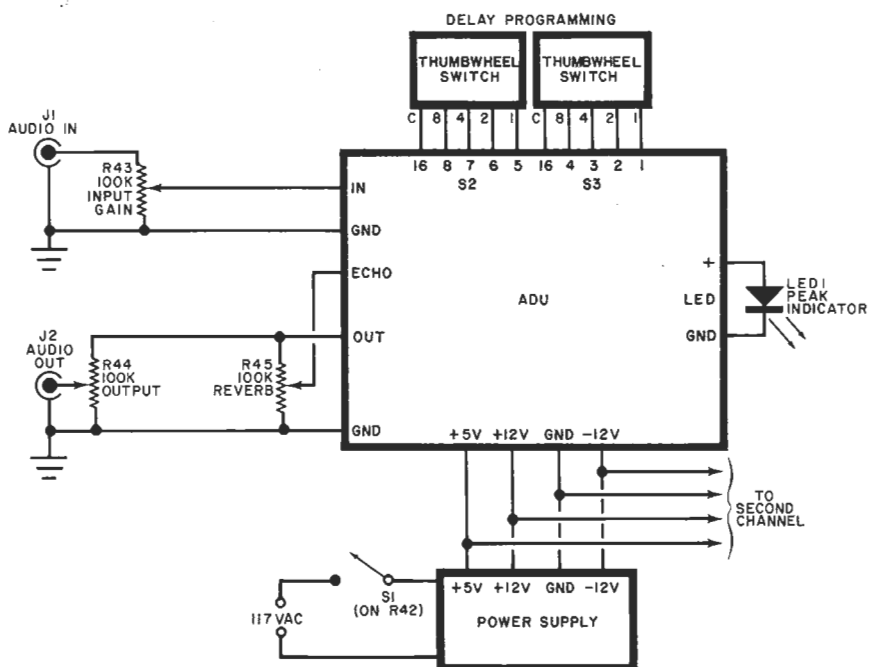 DELAY PROGRAMMING
THUMBWHEEL
SWITCH
THUMBWHEEL
SWITCH
C 8 4 2 1
C 8 4 2 1
16 8 7 6 5
16 4 3 2 1
S2
S3
J1
AUDIO IN
R43
100K
INPUT
GAIN
IN
GND
ECHO
OUT
GND
ADU
+
LED
GND
LED1
PEAK
INDICATOR
J2
AUDIO
OUT
R44
100K
OUTPUT
R45
100K
REVERB
+5V +12V GND -12V
TO
SECOND
CHANNEL
S1
(ON R42)
117 VAC
+5V +12V GND -12V
POWER SUPPLY